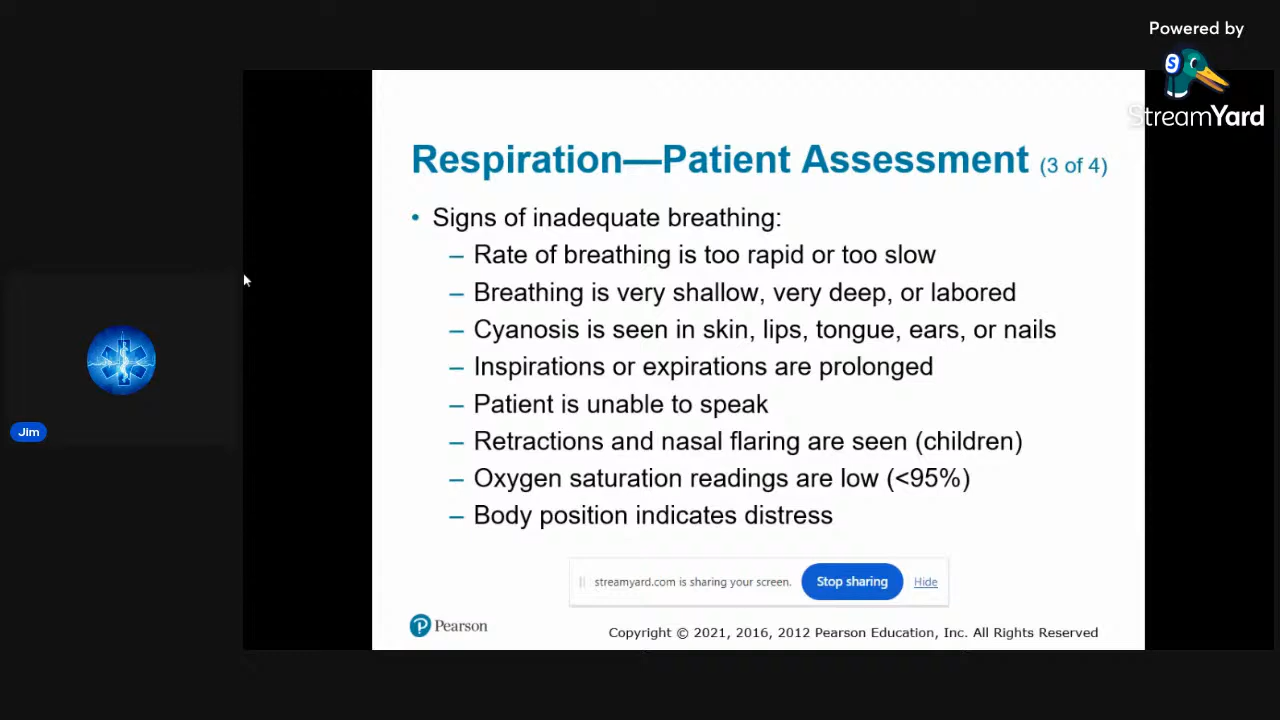 Powered by
StreamYard
Respiration—Patient Assessment (3 of 4)
• Signs of inadequate breathing:
– Rate of breathing is too rapid or too slow
– Breathing is very shallow, very deep, or labored
– Cyanosis is seen in skin, lips, tongue, ears, or nails
– Inspirations or expirations are prolonged
– Patient is unable to speak
– Retractions and nasal flaring are seen (children)
– Oxygen saturation readings are low (<95%)
– Body position indicates distress
Jim
streamyard.com is sharing your screen. Stop sharing Hide
Pearson
Copyright © 2021, 2016, 2012 Pearson Education, Inc. All Rights Reserved